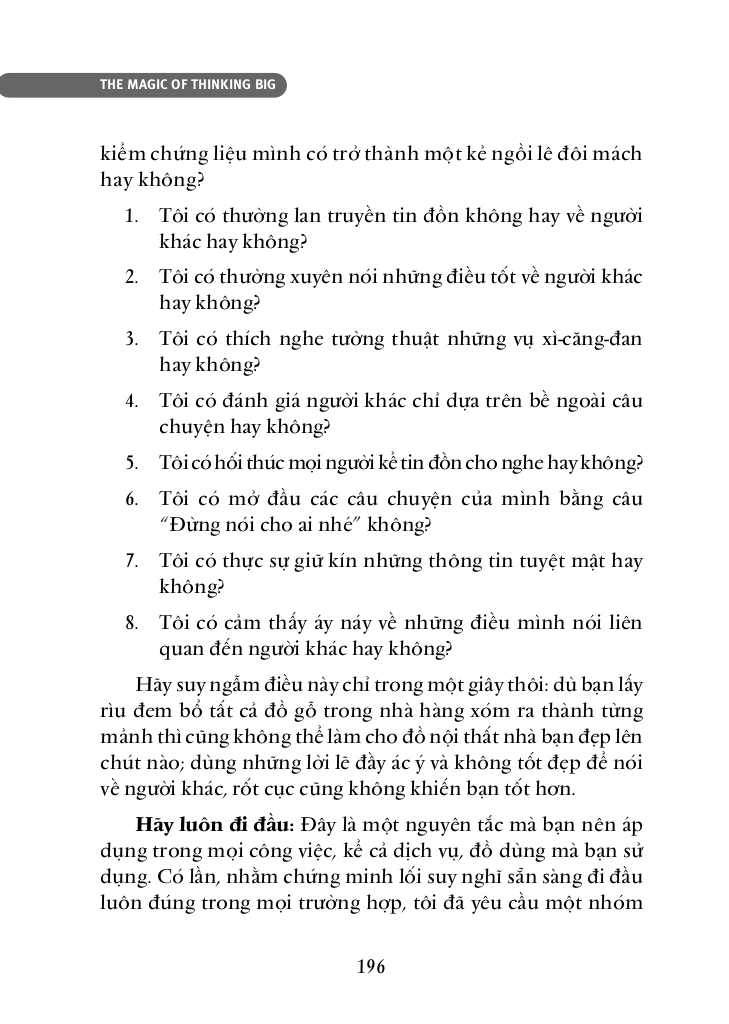 THE MAGIC OF THINKING BIG
kiểm chứng liệu mình có trở thành một kẻ ngồi lê đôi mách
hay không?
1. Tôi có thường lan truyền tin đồn không hay về người
khác hay không?
2. Tôi có thường xuyên nói những điều tốt về người khác
hay không?
3. Tôi có thích nghe tường thuật những vụ xì-căng-đan
hay không?
4. Tôi có đánh giá người khác chỉ dựa trên bề ngoài câu
chuyện hay không?
5. Tôi có hối thúc mọi người kể tin đồn cho nghe hay không?
6. Tôi có mở đầu các câu chuyện của mình bằng câu
“Đừng nói cho ai nhé” không?
7. Tôi có thực sự giữ kín những thông tin tuyệt mật hay
không?
8. Tôi có cảm thấy áy náy về những điều mình nói liên
quan đến người khác hay không?
Hãy suy ngẫm điều này chỉ trong một giây thôi: dù bạn lấy
rìu đem bổ tất cả đồ gỗ trong nhà hàng xóm ra thành từng
mảnh thì cũng không thể làm cho đồ nội thất nhà bạn đẹp lên
chút nào; dùng những lời lẽ đầy ác ý và không tốt đẹp để nói
về người khác, rốt cục cũng không khiến bạn tốt hơn.
Hãy luôn đi đầu: Đây là một nguyên tắc mà bạn nên áp
dụng trong mọi công việc, kể cả dịch vụ, đồ dùng mà bạn sử
dụng. Có lần, nhằm chứng minh lối suy nghĩ sẵn sàng đi đầu
luôn đúng trong mọi trường hợp, tôi đã yêu cầu một nhóm
196